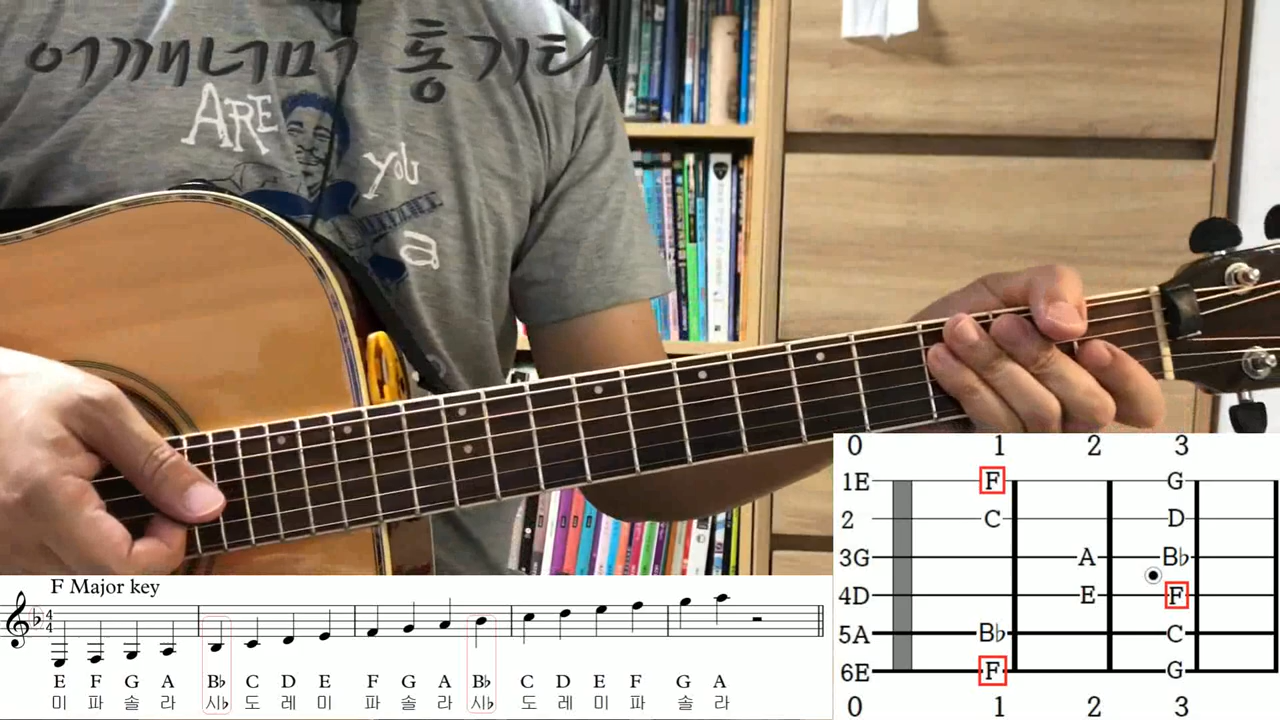 어깨너머 통기타
ARE
you
a
F Major key
4
4
E F G A B♭ C D E F G A B♭ C D E F G A
미 파 솔 라 시♭ 도 레 미 파 솔 라 시♭ 도 레 미 파 솔 라
0 1 2 3
1E F G
2 C D
3G A B♭
4D E F
5A B♭ C
6E F G
0 1 2 3